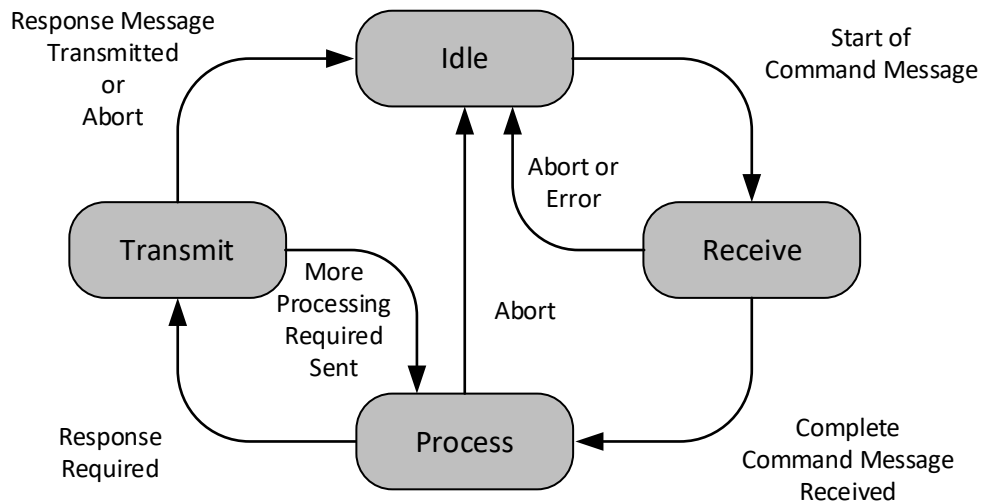 Response Message
Transmitted
or
Abort
Idle
Start of
Command Message
Abort or
Error
Transmit
Receive
More
Processing
Required
Sent
Abort
Process
Response
Required
Complete
Command Message
Received